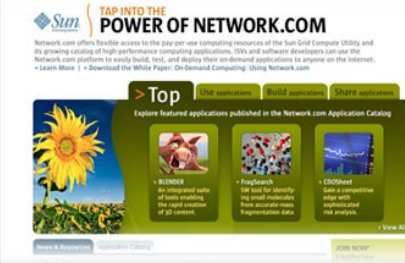 Sun
TAP INTO THE
POWER OF NETWORK.COM
Network.com offers flexible access to the pay-per-use computing resources of the Sun Grid Compute Utility and
its growing catalog of high-performance computing applications. ISVs and software developers can use the
Network.com platform to easily build, test, and deploy their on-demand applications to anyone on the Internet.
» Learn More | » Download the White Paper: On-Demand Computing: Using Network.com
> Top
Use applications
Build applications
Share applications
Explore featured applications published in the Network.com Application Catalog
» BLENDER
An integrated suite
of tools enabling
the rapid creation
of 3D content.
» FragSearch
SW tool for identify-
ing small molecules
from accurate-mass
fragmentation data
» CDOSheet
Gain a competitive
edge with
sophisticated
risk analysis.
» View
News & Resources
Application Catalog
JOIN NOW*